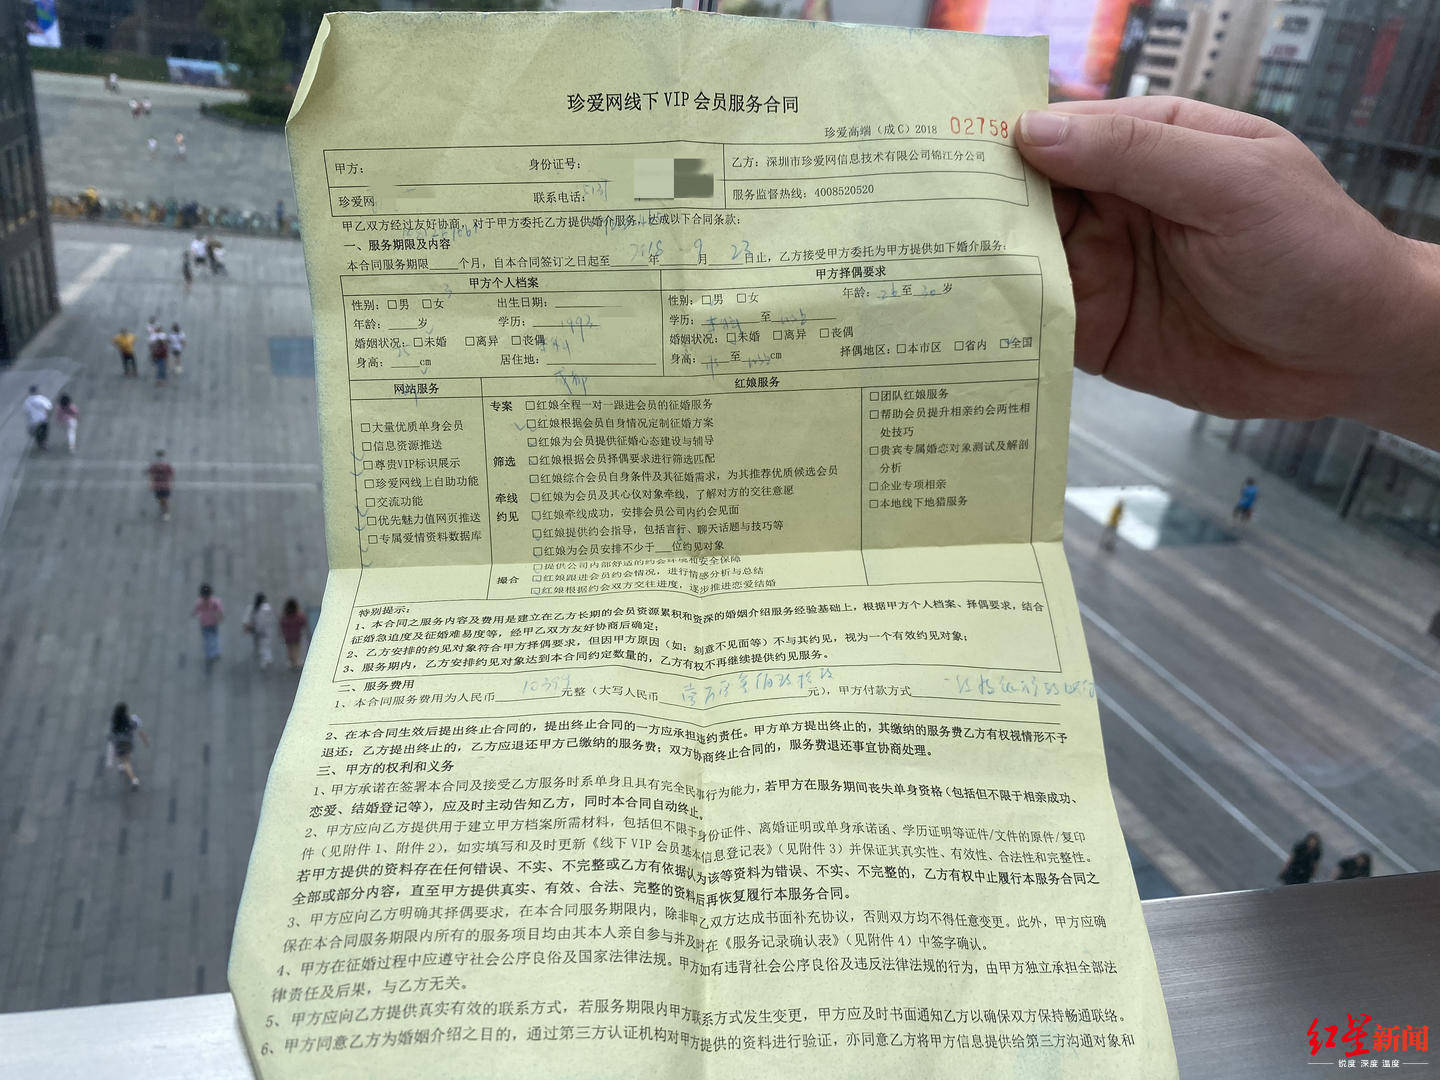 珍爱网线下 VIP 会员服务合同
珍爱高端（成 C）2018 02758
甲方： 身份证号： 乙方：深圳市珍爱网信息技术有限公司锦江分公司
珍爱网 联系电话： 服务监督热线：4008520520
甲乙双方经过友好协商，对于甲方委托乙方提供婚介服务，达成以下合同条款：
一、服务期限及内容
本合同服务期限____个月，自本合同签订之日起至 2018 年 9 月 23 日止，乙方接受甲方委托为甲方提供如下婚介服务：
甲方个人档案 甲方择偶要求
性别：□男 □女 出生日期： 性别：□男 □女 年龄：26 至 30 岁
年龄：____岁 学历： 1993 学历： 至
婚姻状况：□未婚 □离异 □丧偶 婚姻状况：□未婚 □离异 □丧偶
身高：____cm 居住地： 身高： 至 cm 择偶地区：□本市区 □省内 □全国
成都
网站服务 红娘服务
□大量优质单身会员
□信息资源推送
□尊贵VIP标识展示
□珍爱网线上自助功能
□交流功能
□优先魅力值网页推送
□专属爱情资料数据库
专案 □红娘全程一对一跟进会员的征婚服务
□红娘根据会员自身情况定制征婚方案
□红娘为会员提供征婚心态建设与辅导
筛选 □红娘根据会员择偶要求进行筛选匹配
□红娘综合会员自身条件及其征婚需求，为其推荐优质候选会员
牵线 □红娘为会员及其心仪对象牵线，了解对方的交往意愿
约见 □红娘牵线成功，安排会员公司内约会见面
□红娘提供约会指导，包括言行、聊天话题与技巧等
□红娘为会员安排不少于___位约见对象
□提供公司内部舒适的约会环境和安全保障
撮合 □红娘跟进会员约会情况，进行情感分析与总结
□红娘根据约会双方交往进度，逐步推进恋爱结婚
□团队红娘服务
□帮助会员提升相亲约会两性相
处技巧
□贵宾专属婚恋对象测试及解剖
分析
□企业专项相亲
□本地线下地猎服务
特别提示：
1、本合同之服务内容及费用是建立在乙方长期的会员资源累积和资深的婚姻介绍服务经验基础上，根据甲方个人档案、择偶要求，结合
征婚急迫度及征婚难易度等，经甲乙双方友好协商后确定；
2、乙方安排的约见对象符合甲方择偶要求，但因甲方原因（如：刻意不见面等）不与其约见，视为一个有效约见对象；
3、服务期内，乙方安排约见对象达到本合同约定数量的，乙方有权不再继续提供约见服务。
二、服务费用
1、本合同服务费用为人民币 10399 元整（大写人民币 元），甲方付款方式
2、在本合同生效后提出终止合同的，提出终止合同的一方应承担违约责任。甲方单方提出终止的，其缴纳的服务费乙方有权视情形不予
退还；乙方提出终止的，乙方应退还甲方已缴纳的服务费；双方协商终止合同的，服务费退还事宜协商处理。
三、甲方的权利和义务
1、甲方承诺在签署本合同及接受乙方服务时系单身且具有完全民事行为能力，若甲方在服务期间丧失单身资格（包括但不限于相亲成功、
恋爱、结婚登记等），应及时主动告知乙方，同时本合同自动终止。
2、甲方应向乙方提供用于建立甲方档案所需材料，包括但不限于身份证件、离婚证明或单身承诺函、学历证明等证件/文件的原件/复印
件（见附件 1、附件 2），如实填写和及时更新《线下 VIP 会员基本信息登记表》（见附件 3）并保证其真实性、有效性、合法性和完整性。
若甲方提供的资料存在任何错误、不实、不完整或乙方有依据认为该等资料为错误、不实、不完整的，乙方有权中止履行本服务合同之
全部或部分内容，直至甲方提供真实、有效、合法、完整的资料后再恢复履行本服务合同。
3、甲方应向乙方明确其择偶要求，在本合同服务期限内，除非甲乙双方达成书面补充协议，否则双方均不得任意变更。此外，甲方应确
保在本合同服务期限内所有的服务项目均由其本人亲自参与并及时在《服务记录确认表》（见附件 4）中签字确认。
4、甲方在征婚过程中应遵守社会公序良俗及国家法律法规。甲方如有违背社会公序良俗及违反法律法规的行为，由甲方独立承担全部法
律责任及后果，与乙方无关。
5、甲方应向乙方提供真实有效的联系方式，若服务期限内甲方联系方式发生变更，甲方应及时书面通知乙方以确保双方保持畅通联络。
6、甲方同意乙方为婚姻介绍之目的，通过第三方认证机构对甲方提供的资料进行验证，亦同意乙方将甲方信息提供给第三方沟通对象和
红星新闻
锐度 深度 温度